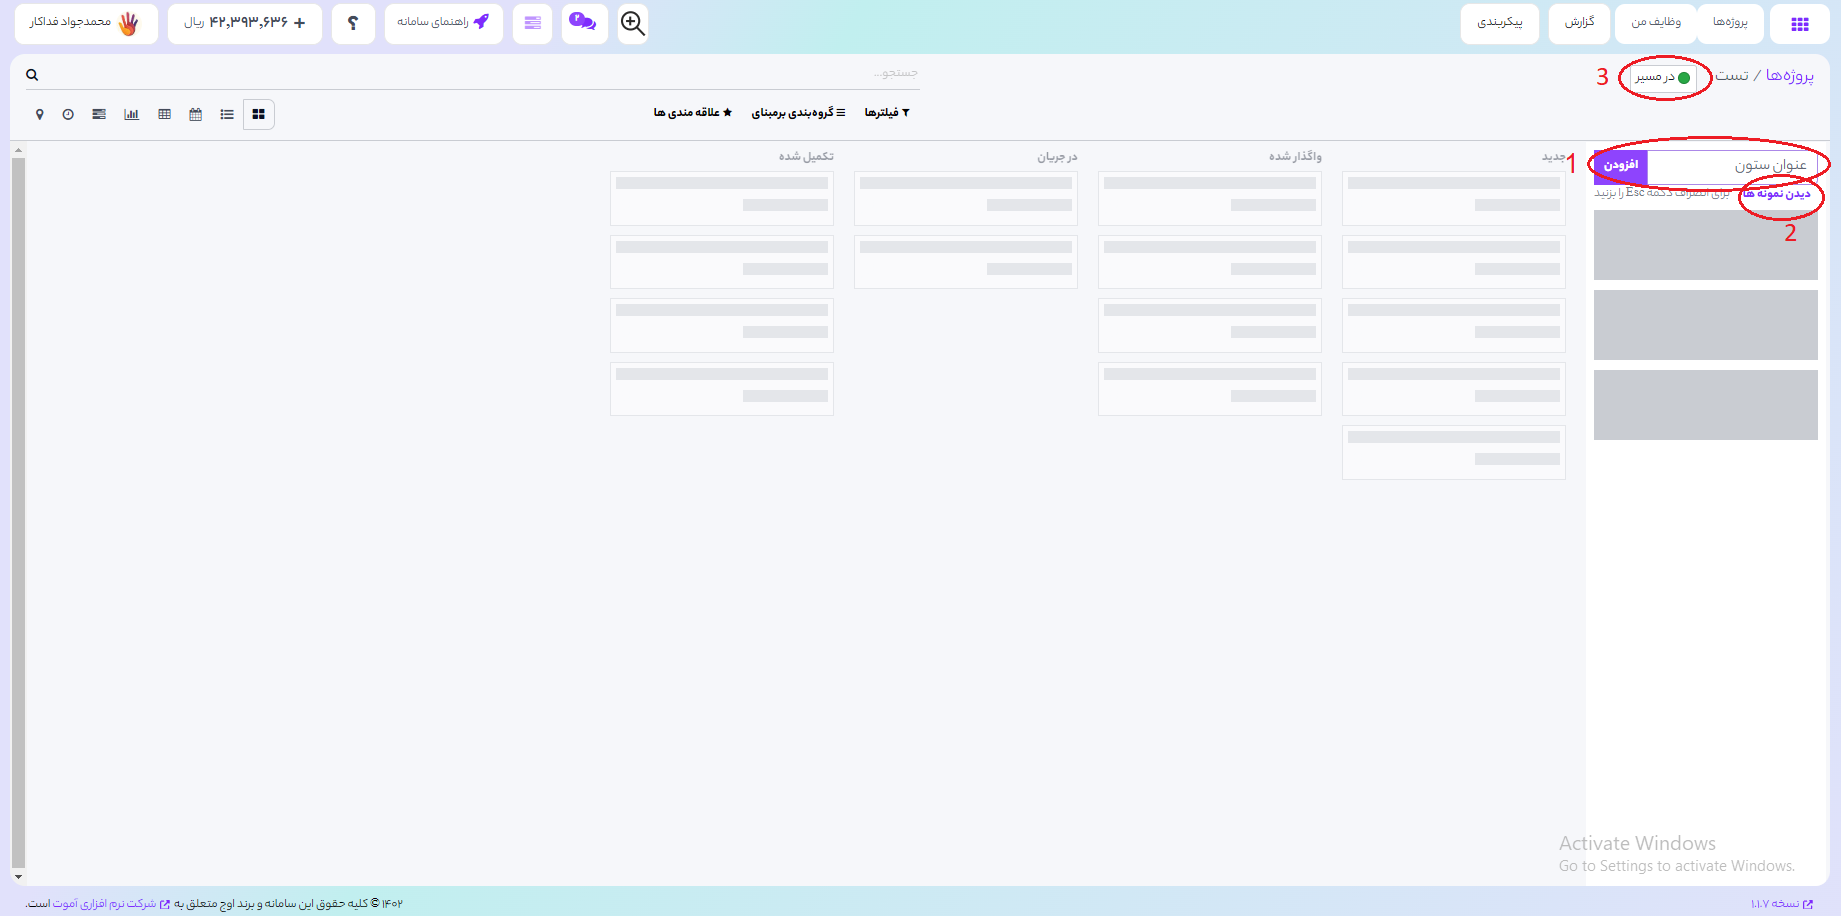 پروژه‌ها
وظایف من
گزارش
پیکربندی
۲
راهنمای سامانه
؟
+ ۴۲,۳۹۳,۶۳۶ ریال
محمدجواد فداکار
پروژه‌ها / تست
در مسیر
3
جستجو...
فیلترها
گروه‌بندی برمبنای
علاقه مندی ها
عنوان ستون
افزودن
1
دیدن نمونه ها
برای انصراف دکمه Esc را بزنید
2
جدید
واگذار شده
در جریان
تکمیل شده
Activate Windows
Go to Settings to activate Windows.
نسخه ۱.۱.۷
۱۴۰۲ © کلیه حقوق این سامانه و برند اوج متعلق به شرکت نرم افزاری آموت است.